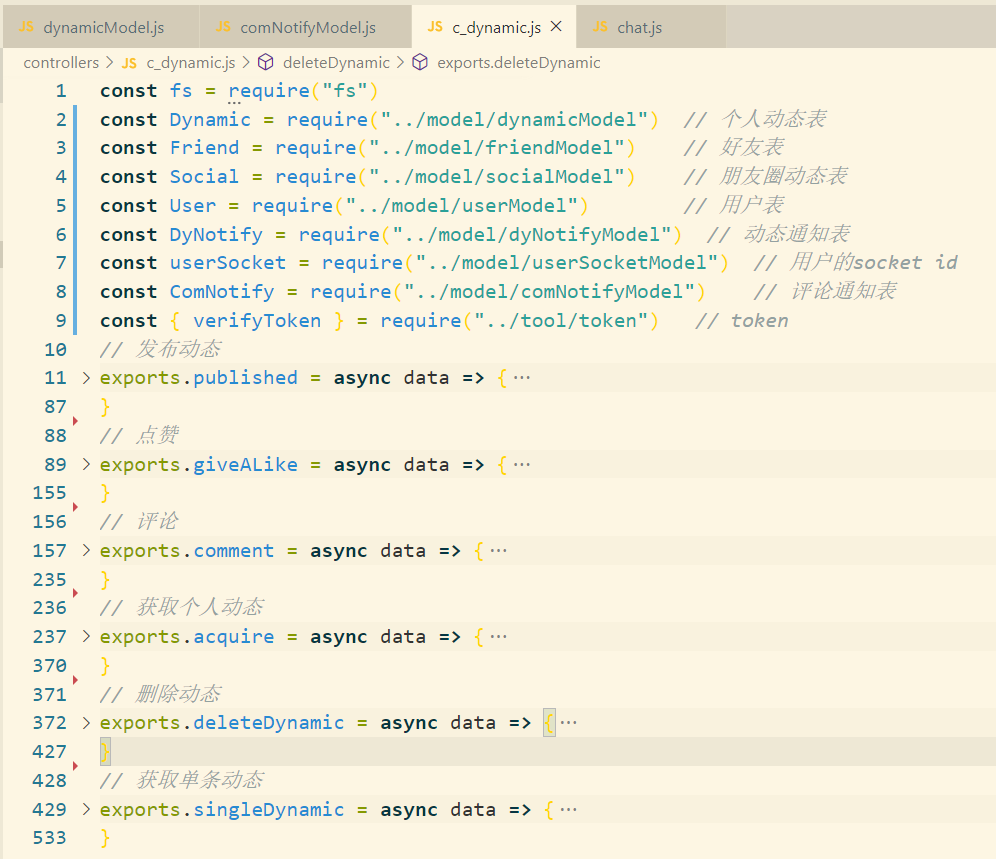 JS dynamicModel.js JS comNotifyModel.js JS c_dynamic.js × JS chat.js
controllers > JS c_dynamic.js > deleteDynamic > exports.deleteDynamic
1 const fs = require("fs")
2 const Dynamic = require("../model/dynamicModel") // 个人动态表
3 const Friend = require("../model/friendModel") // 好友表
4 const Social = require("../model/socialModel") // 朋友圈动态表
5 const User = require("../model/userModel") // 用户表
6 const DyNotify = require("../model/dyNotifyModel") // 动态通知表
7 const userSocket = require("../model/userSocketModel") // 用户的socket id
8 const ComNotify = require("../model/comNotifyModel") // 评论通知表
9 const { verifyToken } = require("../tool/token") // token
10 // 发布动态
11 > exports.published = async data => { ⋯
87 }
88 // 点赞
89 > exports.giveALike = async data => { ⋯
155 }
156 // 评论
157 > exports.comment = async data => { ⋯
235 }
236 // 获取个人动态
237 > exports.acquire = async data => { ⋯
370 }
371 // 删除动态
372 > exports.deleteDynamic = async data => { ⋯
427 }
428 // 获取单条动态
429 > exports.singleDynamic = async data => { ⋯
533 }